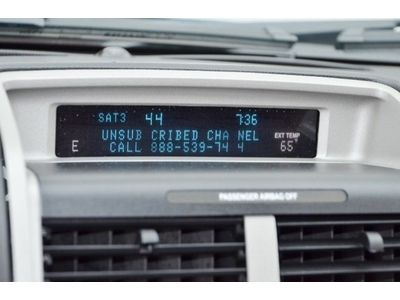 SAT3 44 7:36
UNSUB CRIBED CHA NEL
E CALL 888-539-74 4 EXT TEMP 65°
PASSENGER AIRBAG OFF